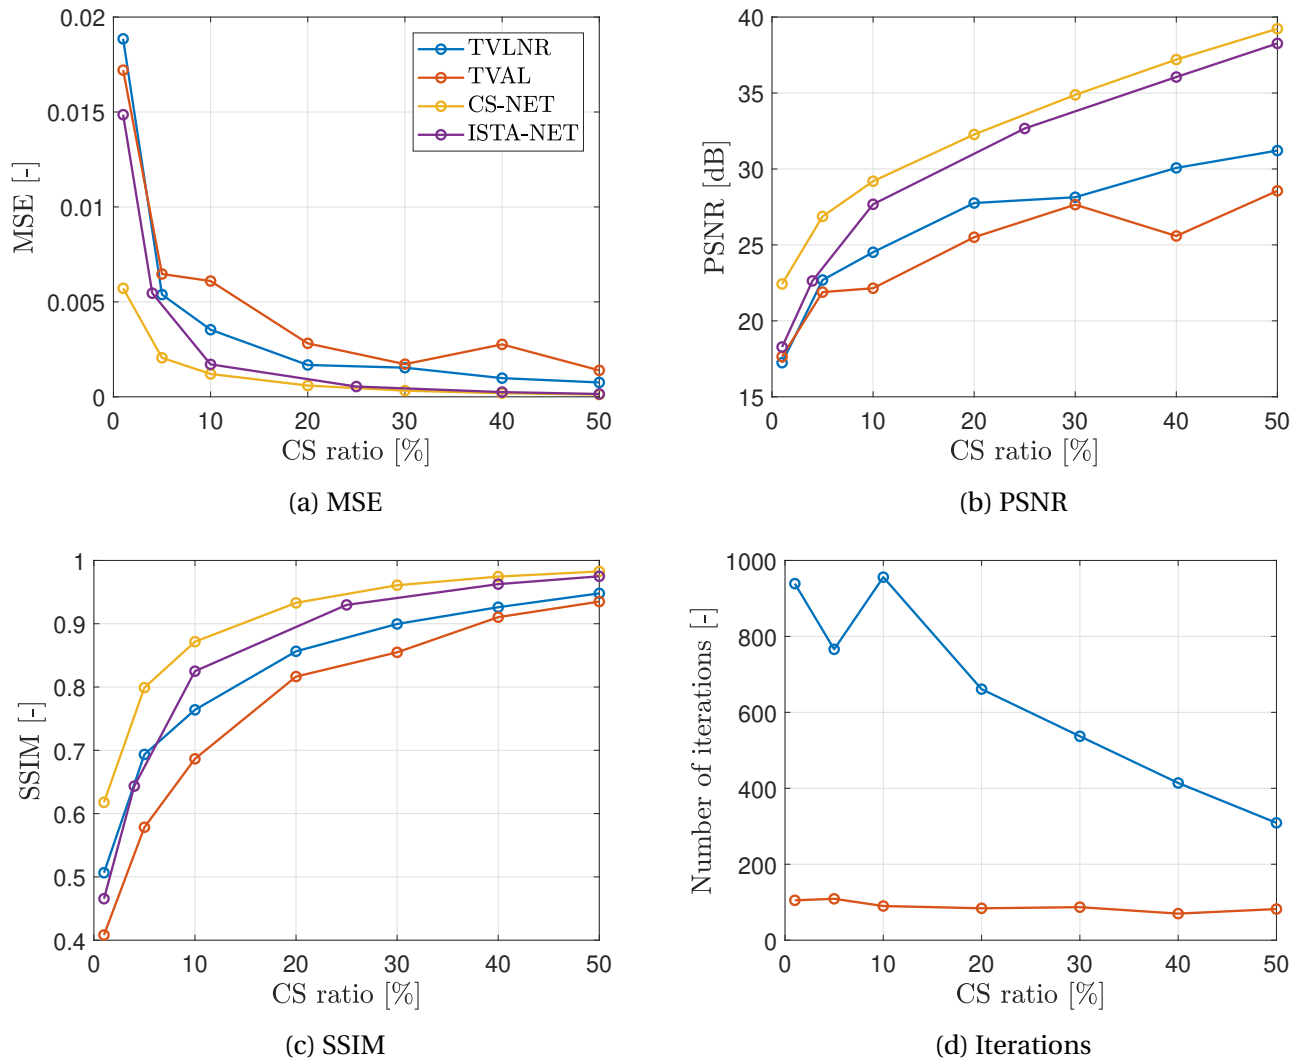 0.02
0.015
0.01
0.005
0
MSE [-]
TVLNR
TVAL
CS-NET
ISTA-NET
0 10 20 30 40 50
CS ratio [%]
(a) MSE
40
35
30
25
20
15
PSNR [dB]
0 10 20 30 40 50
CS ratio [%]
(b) PSNR
1
0.9
0.8
0.7
0.6
0.5
0.4
SSIM [-]
0 10 20 30 40 50
CS ratio [%]
(c) SSIM
1000
800
600
400
200
0
Number of iterations [-]
0 10 20 30 40 50
CS ratio [%]
(d) Iterations